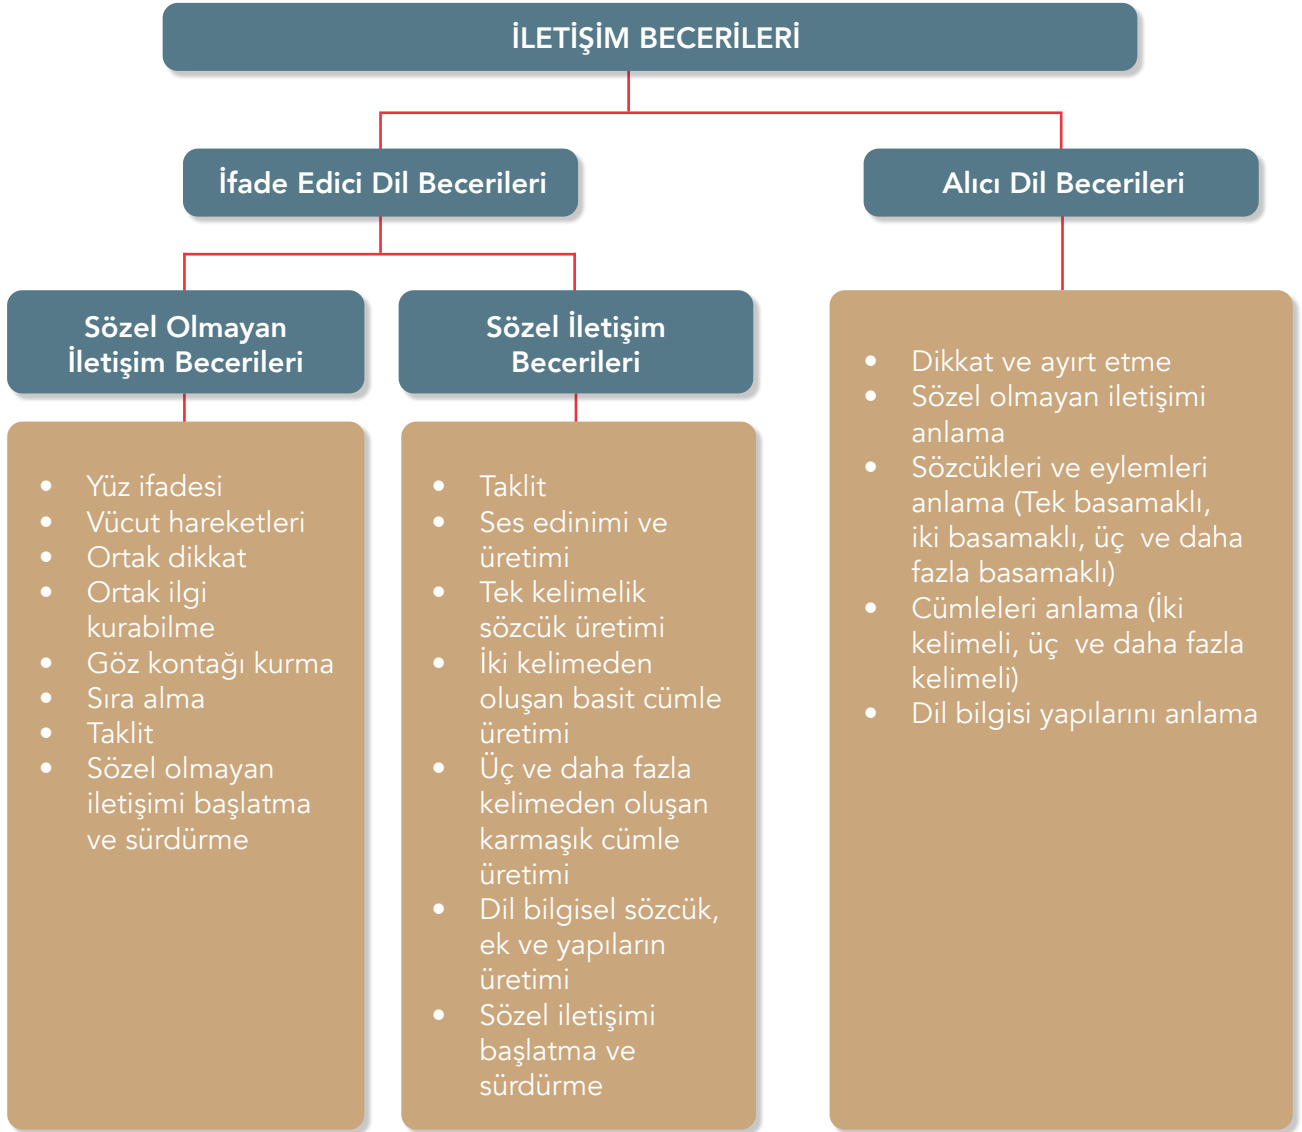 İLETİŞİM BECERİLERİ
İfade Edici Dil Becerileri
Alıcı Dil Becerileri
Sözel Olmayan
İletişim Becerileri
Sözel İletişim
Becerileri
• Yüz ifadesi
• Vücut hareketleri
• Ortak dikkat
• Ortak ilgi
kurabilme
• Göz kontağı kurma
• Sıra alma
• Taklit
• Sözel olmayan
iletişimi başlatma
ve sürdürme
• Taklit
• Ses edinimi ve
üretimi
• Tek kelimelik
sözcük üretimi
• İki kelimeden
oluşan basit cümle
üretimi
• Üç ve daha fazla
kelimeden oluşan
karmaşık cümle
üretimi
• Dil bilgisel sözcük,
ek ve yapıların
üretimi
• Sözel iletişimi
başlatma ve
sürdürme
• Dikkat ve ayırt etme
• Sözel olmayan iletişimi
anlama
• Sözcükleri ve eylemleri
anlama (Tek basamaklı,
iki basamaklı, üç  ve daha
fazla basamaklı)
• Cümleleri anlama (İki
kelimeli, üç  ve daha fazla
kelimeli)
• Dil bilgisi yapılarını anlama